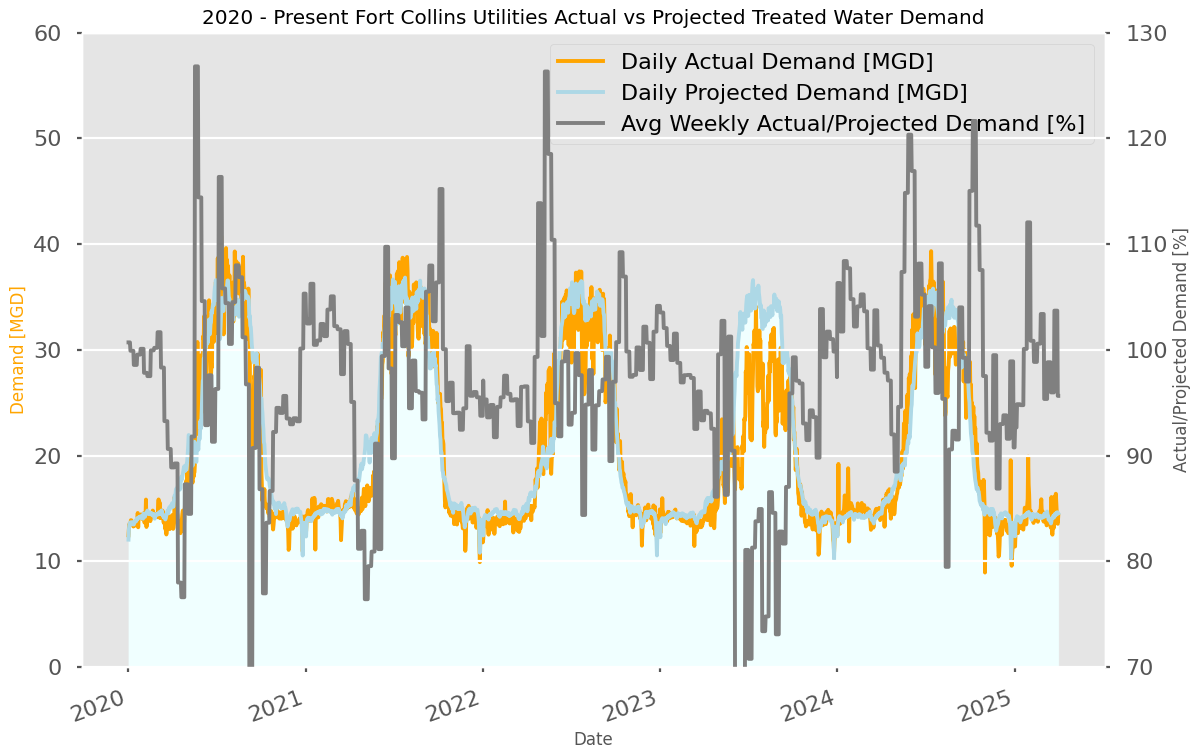 2020 - Present Fort Collins Utilities Actual vs Projected Treated Water Demand
60
50
40
30
20
10
0
Demand [MGD]
130
120
110
100
90
80
70
Actual/Projected Demand [%]
Daily Actual Demand [MGD]
Daily Projected Demand [MGD]
Avg Weekly Actual/Projected Demand [%]
2020
2021
2022
2023
2024
2025
Date